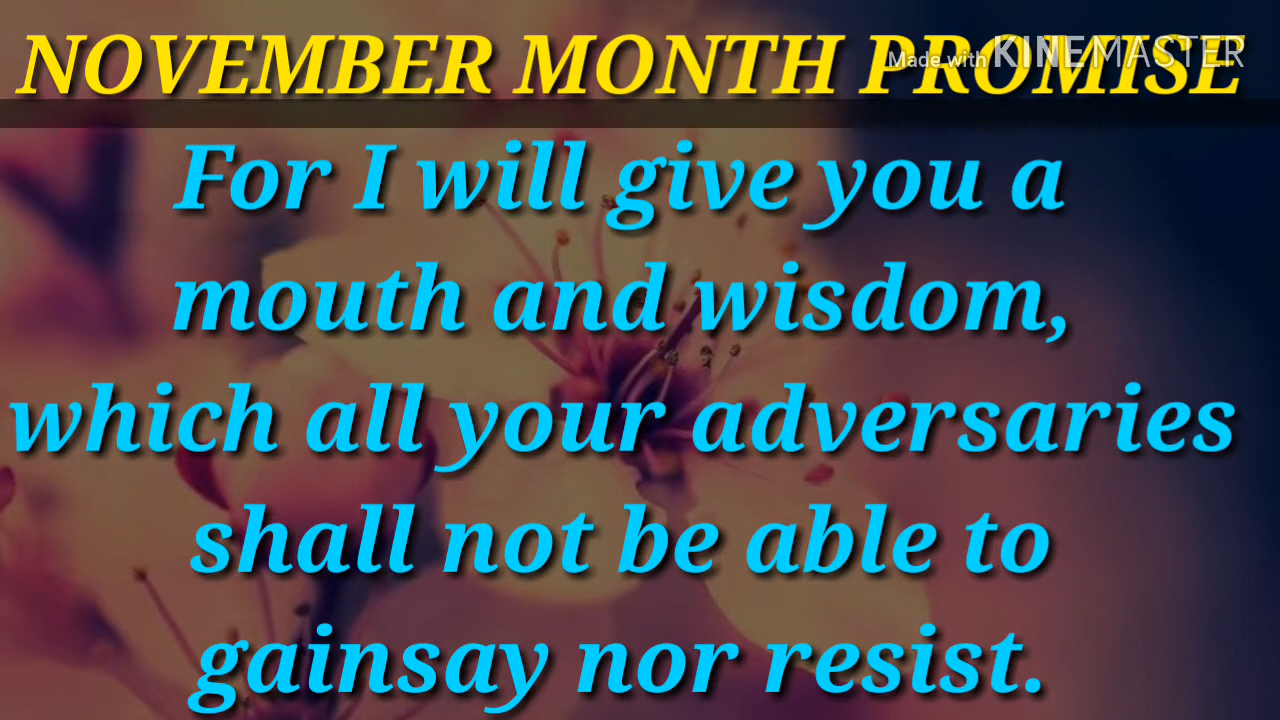 NOVEMBER MONTH PROMISE
Made with KINEMASTER
For I will give you a
mouth and wisdom,
which all your adversaries
shall not be able to
gainsay nor resist.